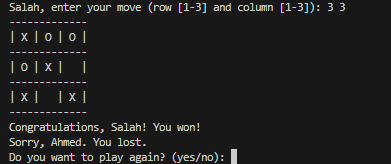 Salah, enter your move (row [1-3] and column [1-3]): 3 3
-------------
| X | O | O |
-------------
| O | X |   |
-------------
| X |   | X |
-------------
Congratulations, Salah! You won!
Sorry, Ahmed. You lost.
Do you want to play again? (yes/no):